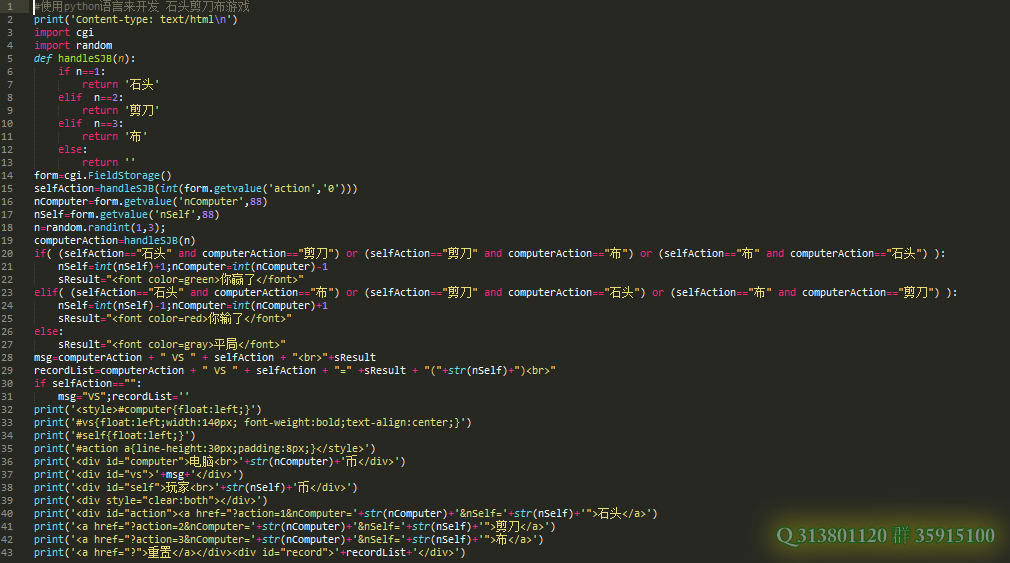 1 #使用python语言来开发 石头剪刀布游戏
2 print('Content-type: text/html\n')
3 import cgi
4 import random
5 def handleSJB(n):
6     if n==1:
7         return '石头'
8     elif  n==2:
9         return '剪刀'
10     elif  n==3:
11         return '布'
12     else:
13         return ''
14 form=cgi.FieldStorage()
15 selfAction=handleSJB(int(form.getvalue('action','0')))
16 nComputer=form.getvalue('nComputer',88)
17 nSelf=form.getvalue('nSelf',88)
18 n=random.randint(1,3);
19 computerAction=handleSJB(n)
20 if( (selfAction=="石头" and computerAction=="剪刀") or (selfAction=="剪刀" and computerAction=="布") or (selfAction=="布" and computerAction=="石头") ):
21     nSelf=int(nSelf)+1;nComputer=int(nComputer)-1
22     sResult="<font color=green>你赢了</font>"
23 elif( (selfAction=="石头" and computerAction=="布") or (selfAction=="剪刀" and computerAction=="石头") or (selfAction=="布" and computerAction=="剪刀") ):
24     nSelf=int(nSelf)-1;nComputer=int(nComputer)+1
25     sResult="<font color=red>你输了</font>"
26 else:
27     sResult="<font color=gray>平局</font>"
28 msg=computerAction + " VS " + selfAction + "<br>"+sResult
29 recordList=computerAction + " VS " + selfAction + "=" +sResult + "("+str(nSelf)+")<br>"
30 if selfAction=="":
31     msg="VS";recordList=''
32 print('<style>#computer{float:left;}')
33 print('#vs{float:left;width:140px; font-weight:bold;text-align:center;}')
34 print('#self{float:left;}')
35 print('#action a{line-height:30px;padding:8px;}</style>')
36 print('<div id="computer">电脑<br>'+str(nComputer)+'币</div>')
37 print('<div id="vs">'+msg+'</div>')
38 print('<div id="self">玩家<br>'+str(nSelf)+'币</div>')
39 print('<div style="clear:both"></div>')
40 print('<div id="action"><a href="?action=1&nComputer='+str(nComputer)+'&nSelf='+str(nSelf)+'">石头</a>')
41 print('<a href="?action=2&nComputer='+str(nComputer)+'&nSelf='+str(nSelf)+'">剪刀</a>')
42 print('<a href="?action=3&nComputer='+str(nComputer)+'&nSelf='+str(nSelf)+'">布</a>')
43 print('<a href="?">重置</a></div><div id="record">'+recordList+'</div>')
Q 313801120 群 35915100